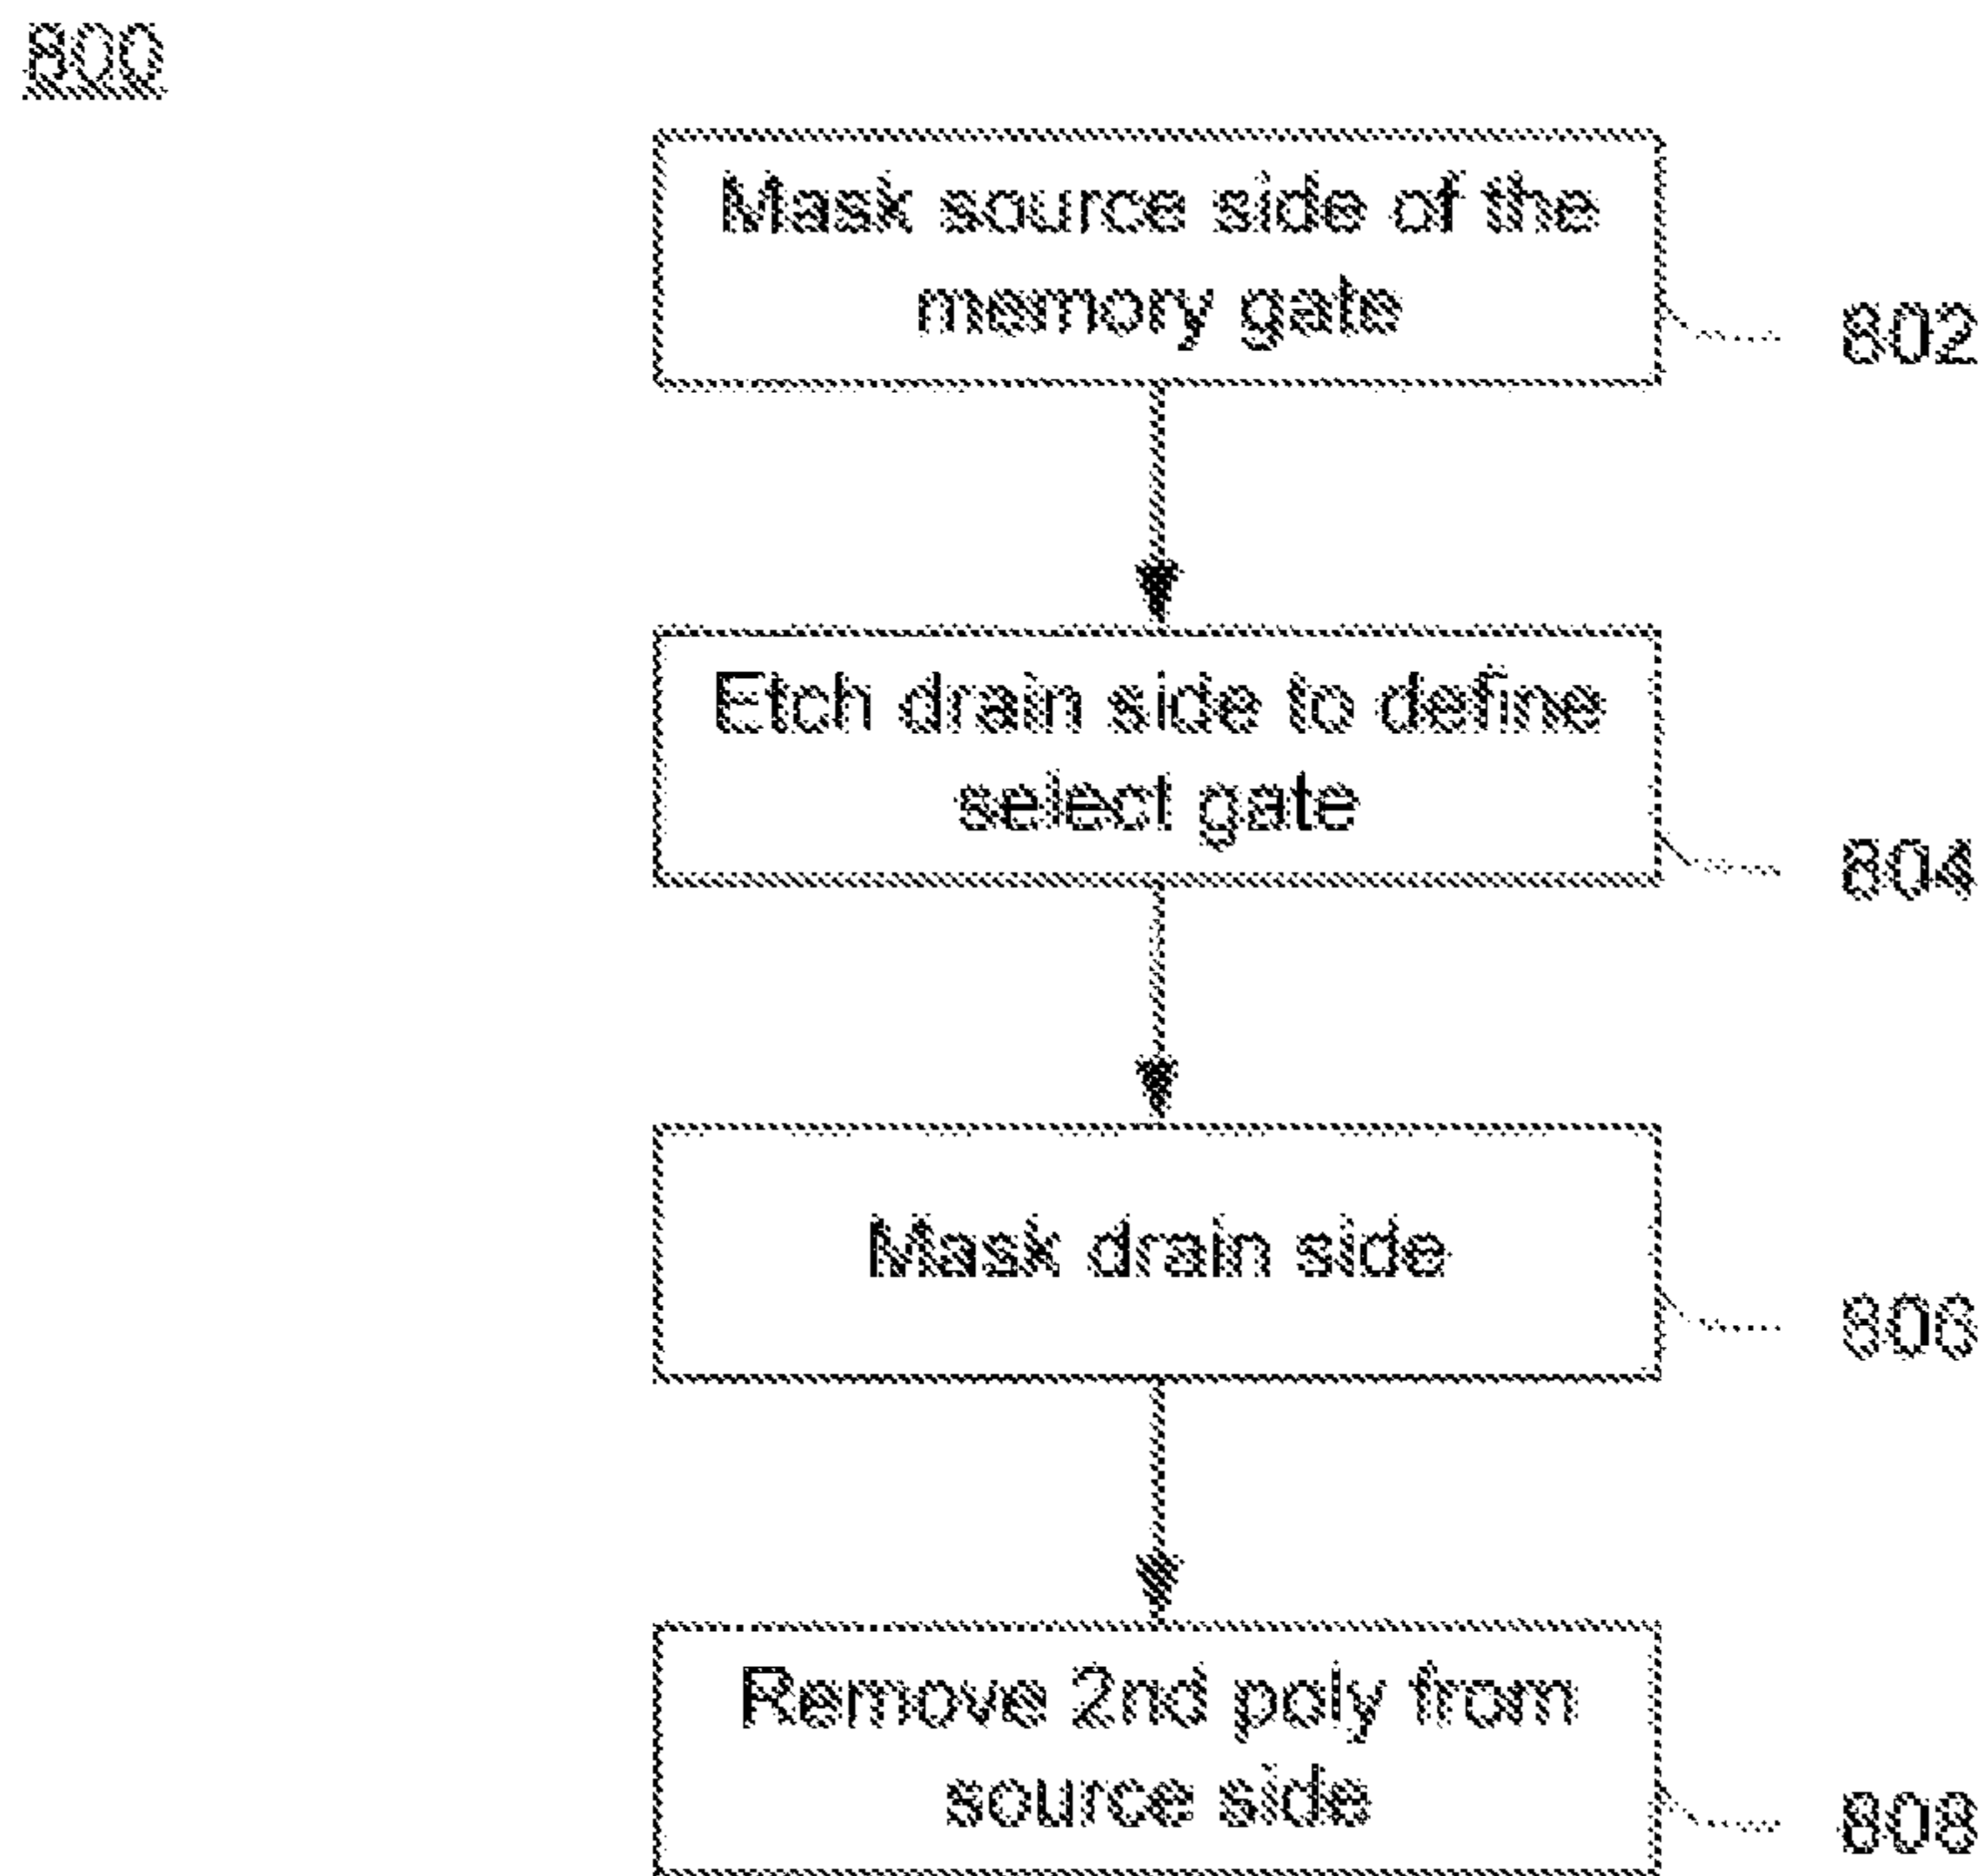 800
Mask source side of the
memory gate
802
Etch drain side to define
select gate
804
Mask drain side
806
Remove 2nd poly from
source side
808